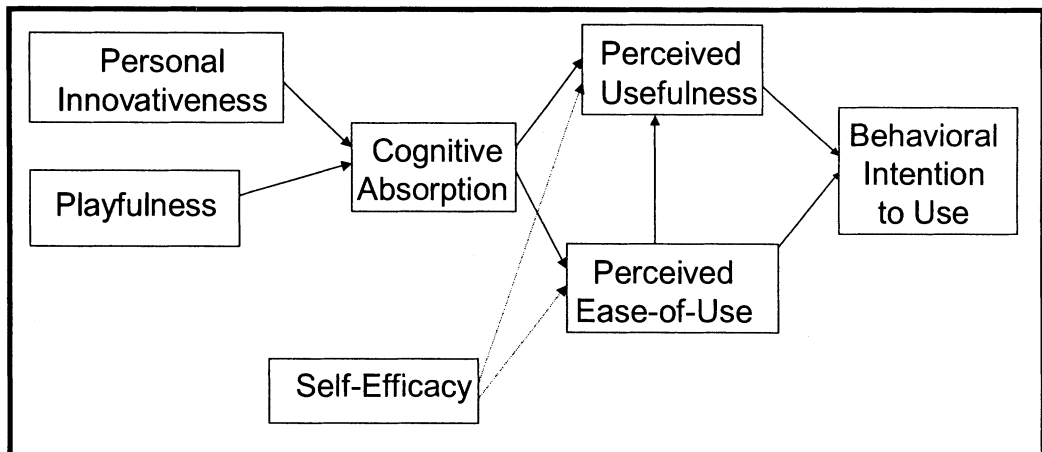 Personal
Innovativeness
Playfulness
Cognitive
Absorption
Self-Efficacy
Perceived
Usefulness
Perceived
Ease-of-Use
Behavioral
Intention
to Use